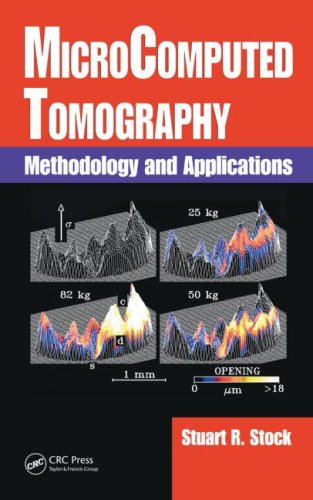 MICROCOMPUTED
TOMOGRAPHY
Methodology and Applications
σ
25 kg
82 kg
50 kg
c
d
s
1 mm
OPENING
0 μm >18
Stuart R. Stock
CRC
CRC Press
Taylor & Francis Group